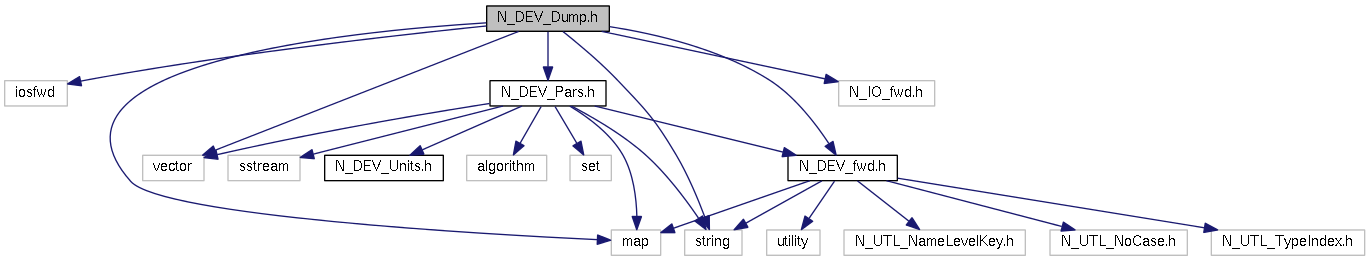 N_DEV_Dump.h
iosfwd
N_DEV_Pars.h
N_IO_fwd.h
vector
sstream
N_DEV_Units.h
algorithm
set
N_DEV_fwd.h
map
string
utility
N_UTL_NameLevelKey.h
N_UTL_NoCase.h
N_UTL_TypeIndex.h